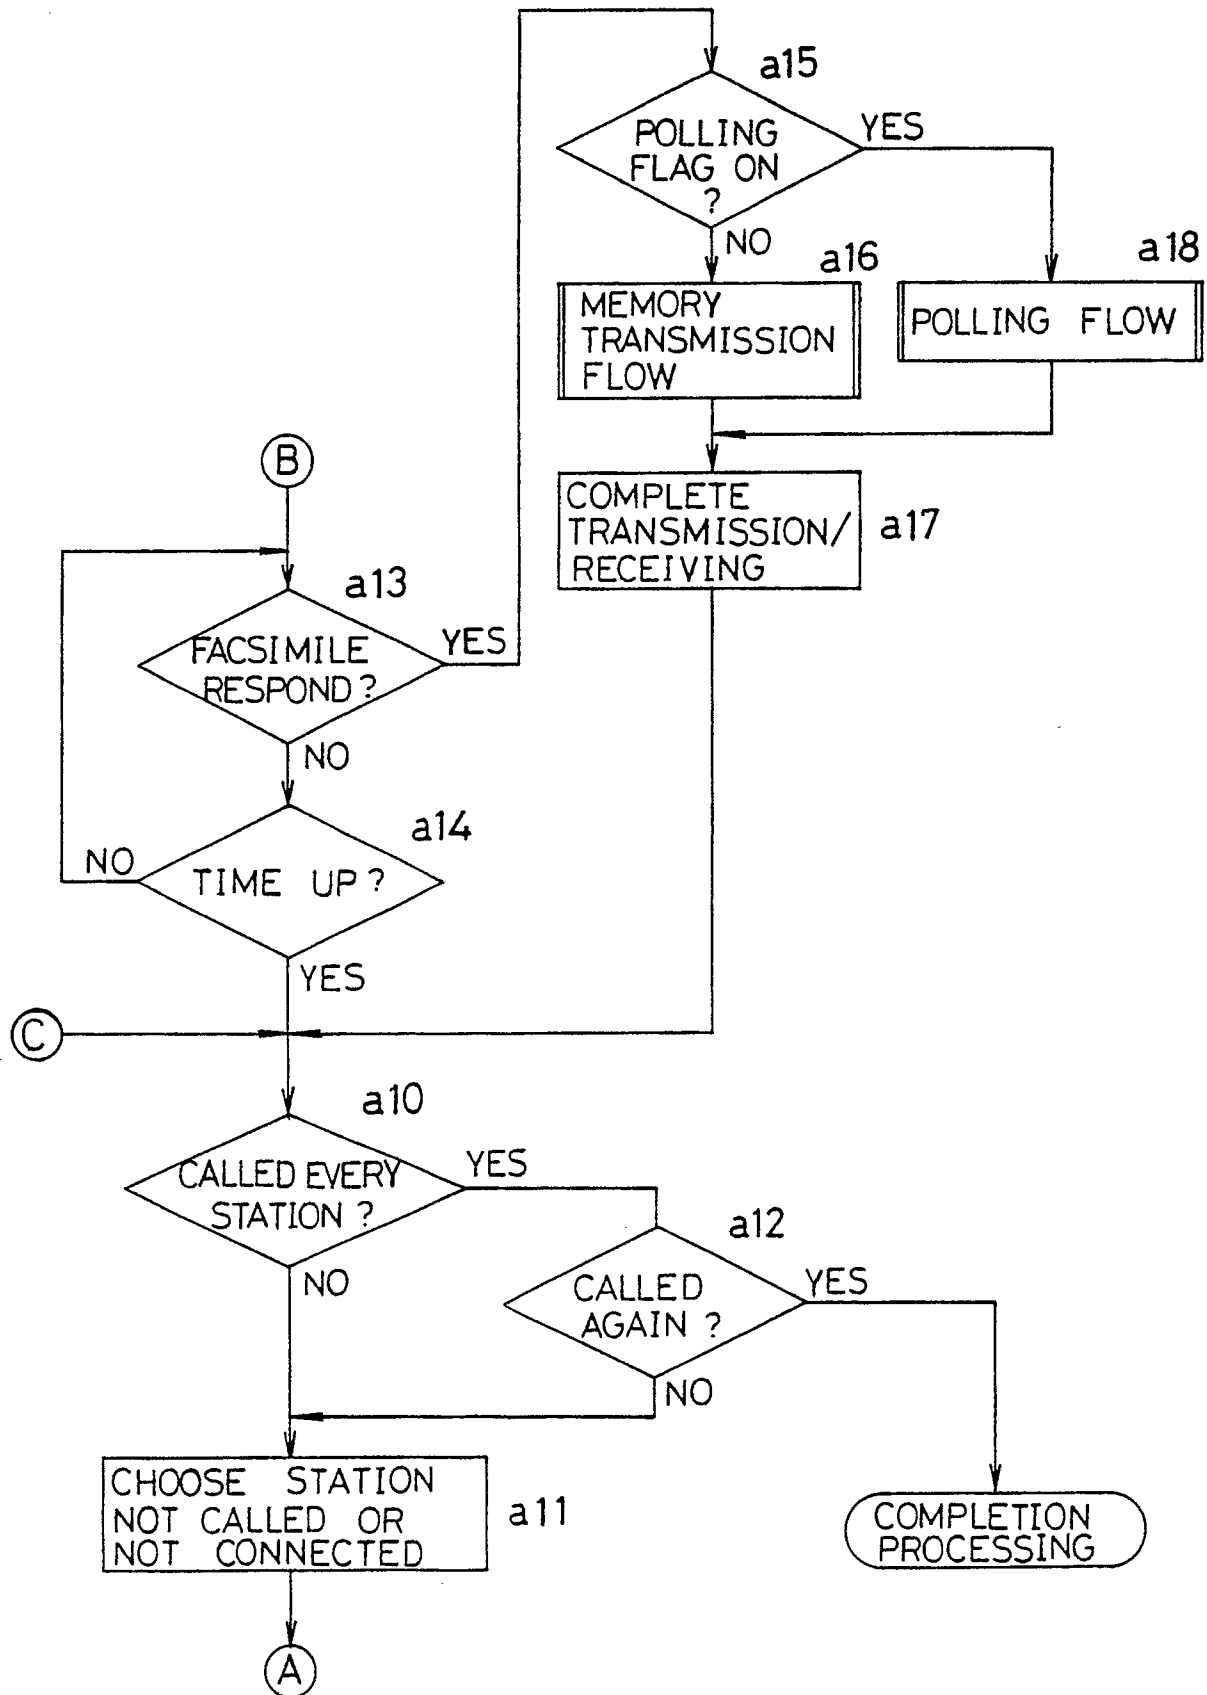 a15
POLLING
FLAG ON
?
YES
NO
a16
MEMORY
TRANSMISSION
FLOW
a18
POLLING FLOW
B
COMPLETE
TRANSMISSION/
RECEIVING
a17
a13
FACSIMILE
RESPOND?
YES
NO
a14
TIME UP?
NO
YES
C
a10
CALLED EVERY
STATION?
YES
NO
a12
CALLED
AGAIN?
YES
NO
CHOOSE STATION
NOT CALLED OR
NOT CONNECTED
a11
COMPLETION
PROCESSING
A